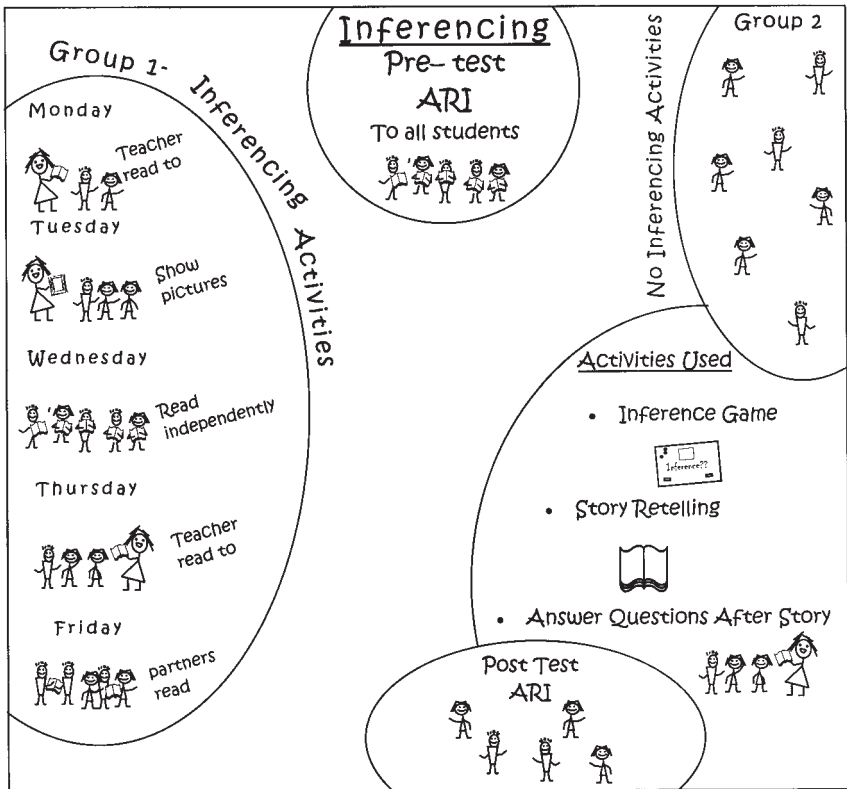 Inferencing
Pre– test
ARI
To all students
Group 1-
Inferencing Activities
Monday
Teacher
read to
Tuesday
Show
pictures
Wednesday
Read
independently
Thursday
Teacher
read to
Friday
partners
read
Group 2
No Inferencing Activities
Activities Used
• Inference Game
Inference??
• Story Retelling
• Answer Questions After Story
Post Test
ARI